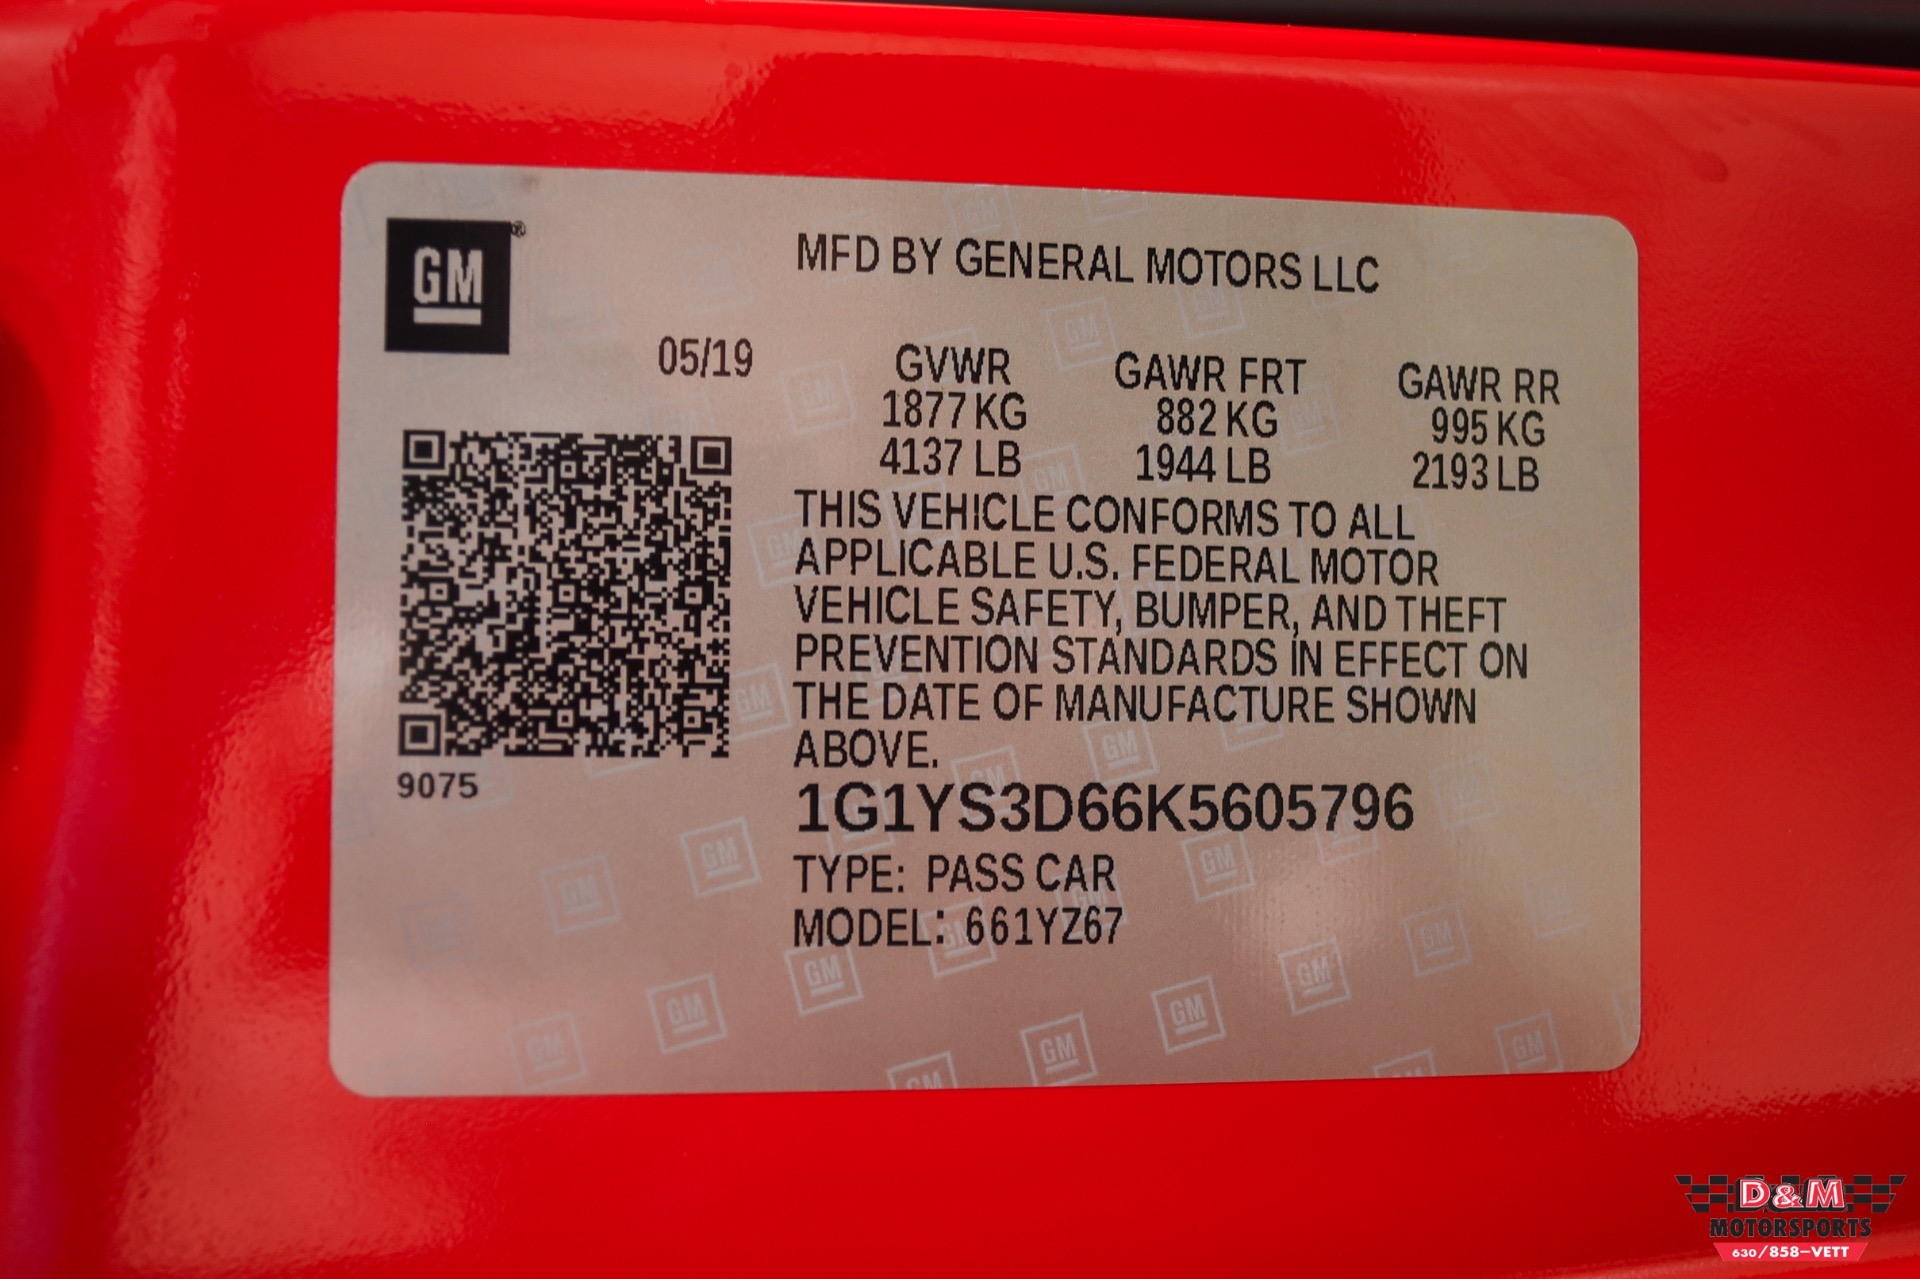 GM®
MFD BY GENERAL MOTORS LLC
05/19
GVWR GAWR FRT GAWR RR
1877 KG 882 KG 995 KG
4137 LB 1944 LB 2193 LB
THIS VEHICLE CONFORMS TO ALL
APPLICABLE U.S. FEDERAL MOTOR
VEHICLE SAFETY, BUMPER, AND THEFT
PREVENTION STANDARDS IN EFFECT ON
THE DATE OF MANUFACTURE SHOWN
ABOVE.
9075
1G1YS3D66K5605796
TYPE: PASS CAR
MODEL: 661YZ67
D&M
MOTORSPORTS
630/858-VETT